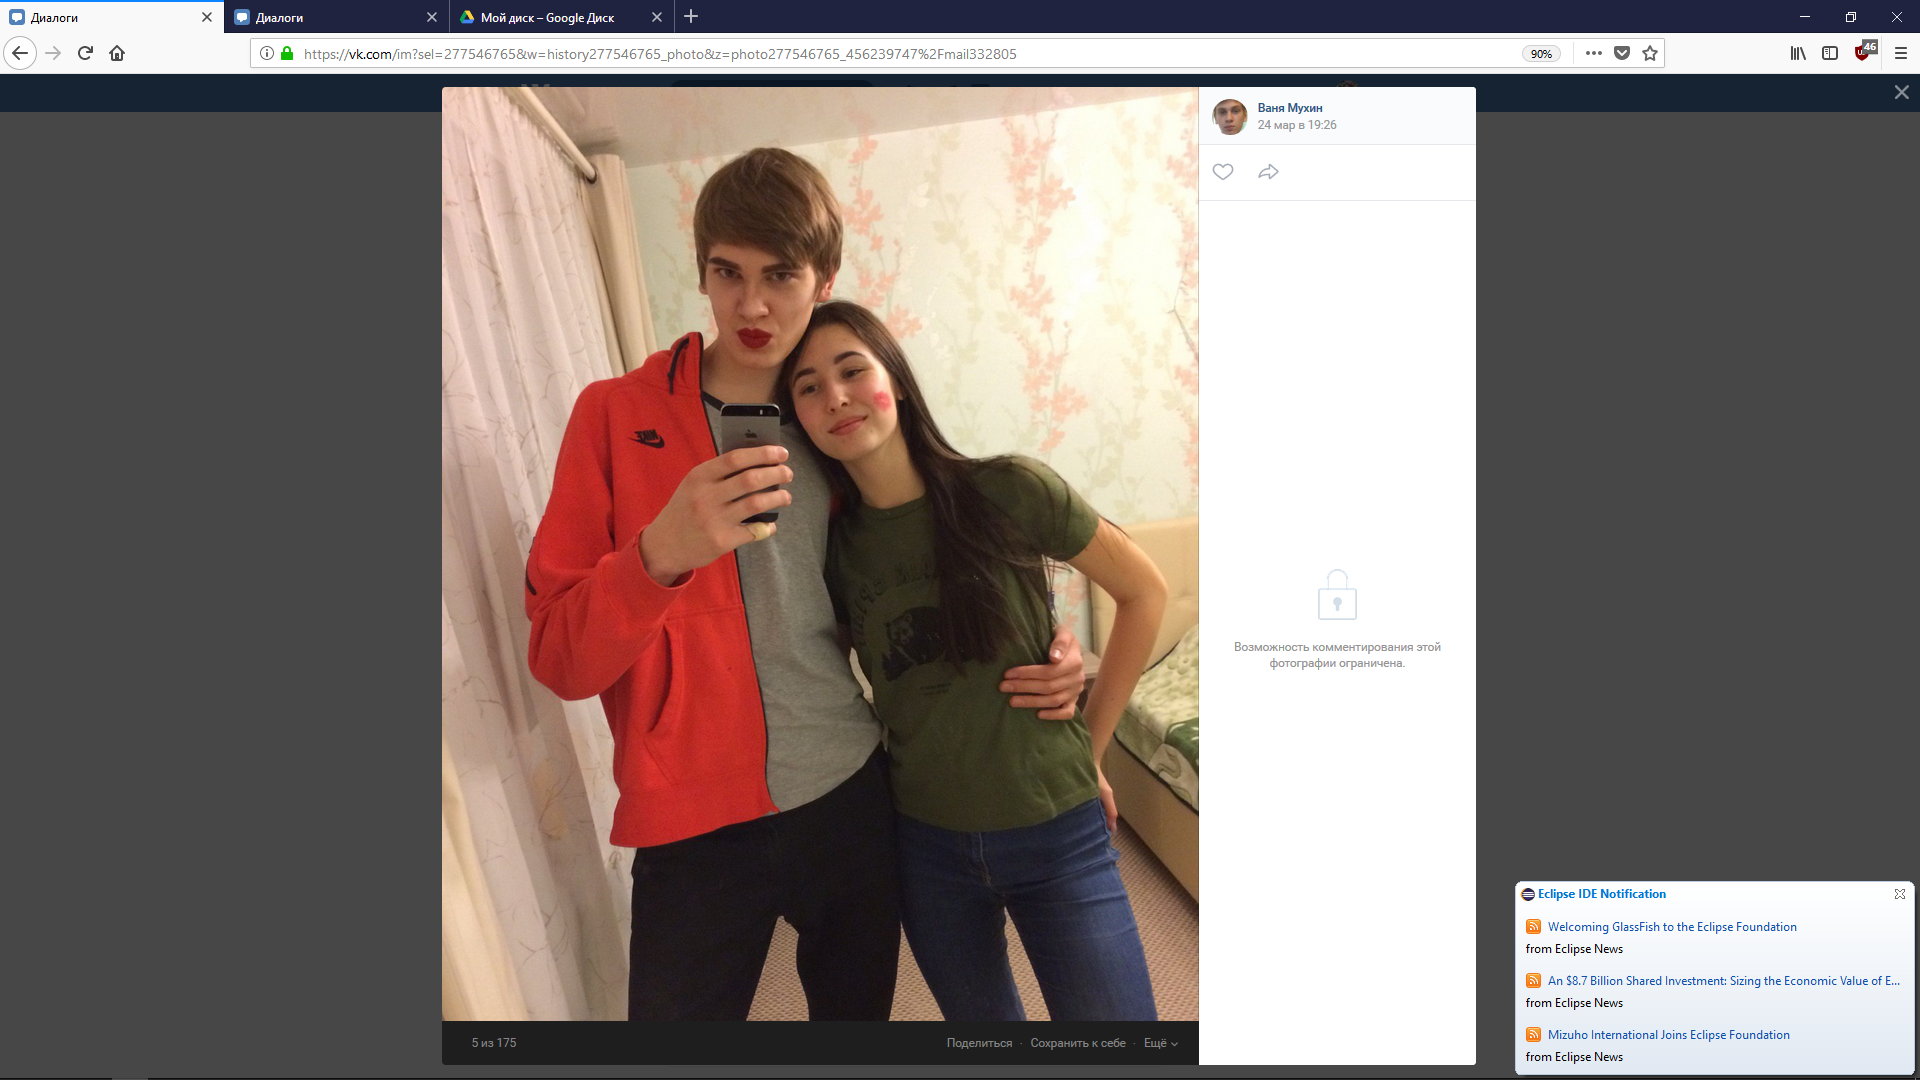 Диалоги
Диалоги
Мой диск – Google Диск
https://vk.com/im?sel=277546765&w=history277546765_photo&z=photo277546765_456239747%2Fmail332805
90%
46
Ваня Мухин
24 мар в 19:26
NIKE
Возможность комментирования этой
фотографии ограничена.
5 из 175
Поделиться · Сохранить к себе · Ещё
Eclipse IDE Notification
Welcoming GlassFish to the Eclipse Foundation
from Eclipse News
An $8.7 Billion Shared Investment: Sizing the Economic Value of E...
from Eclipse News
Mizuho International Joins Eclipse Foundation
from Eclipse News